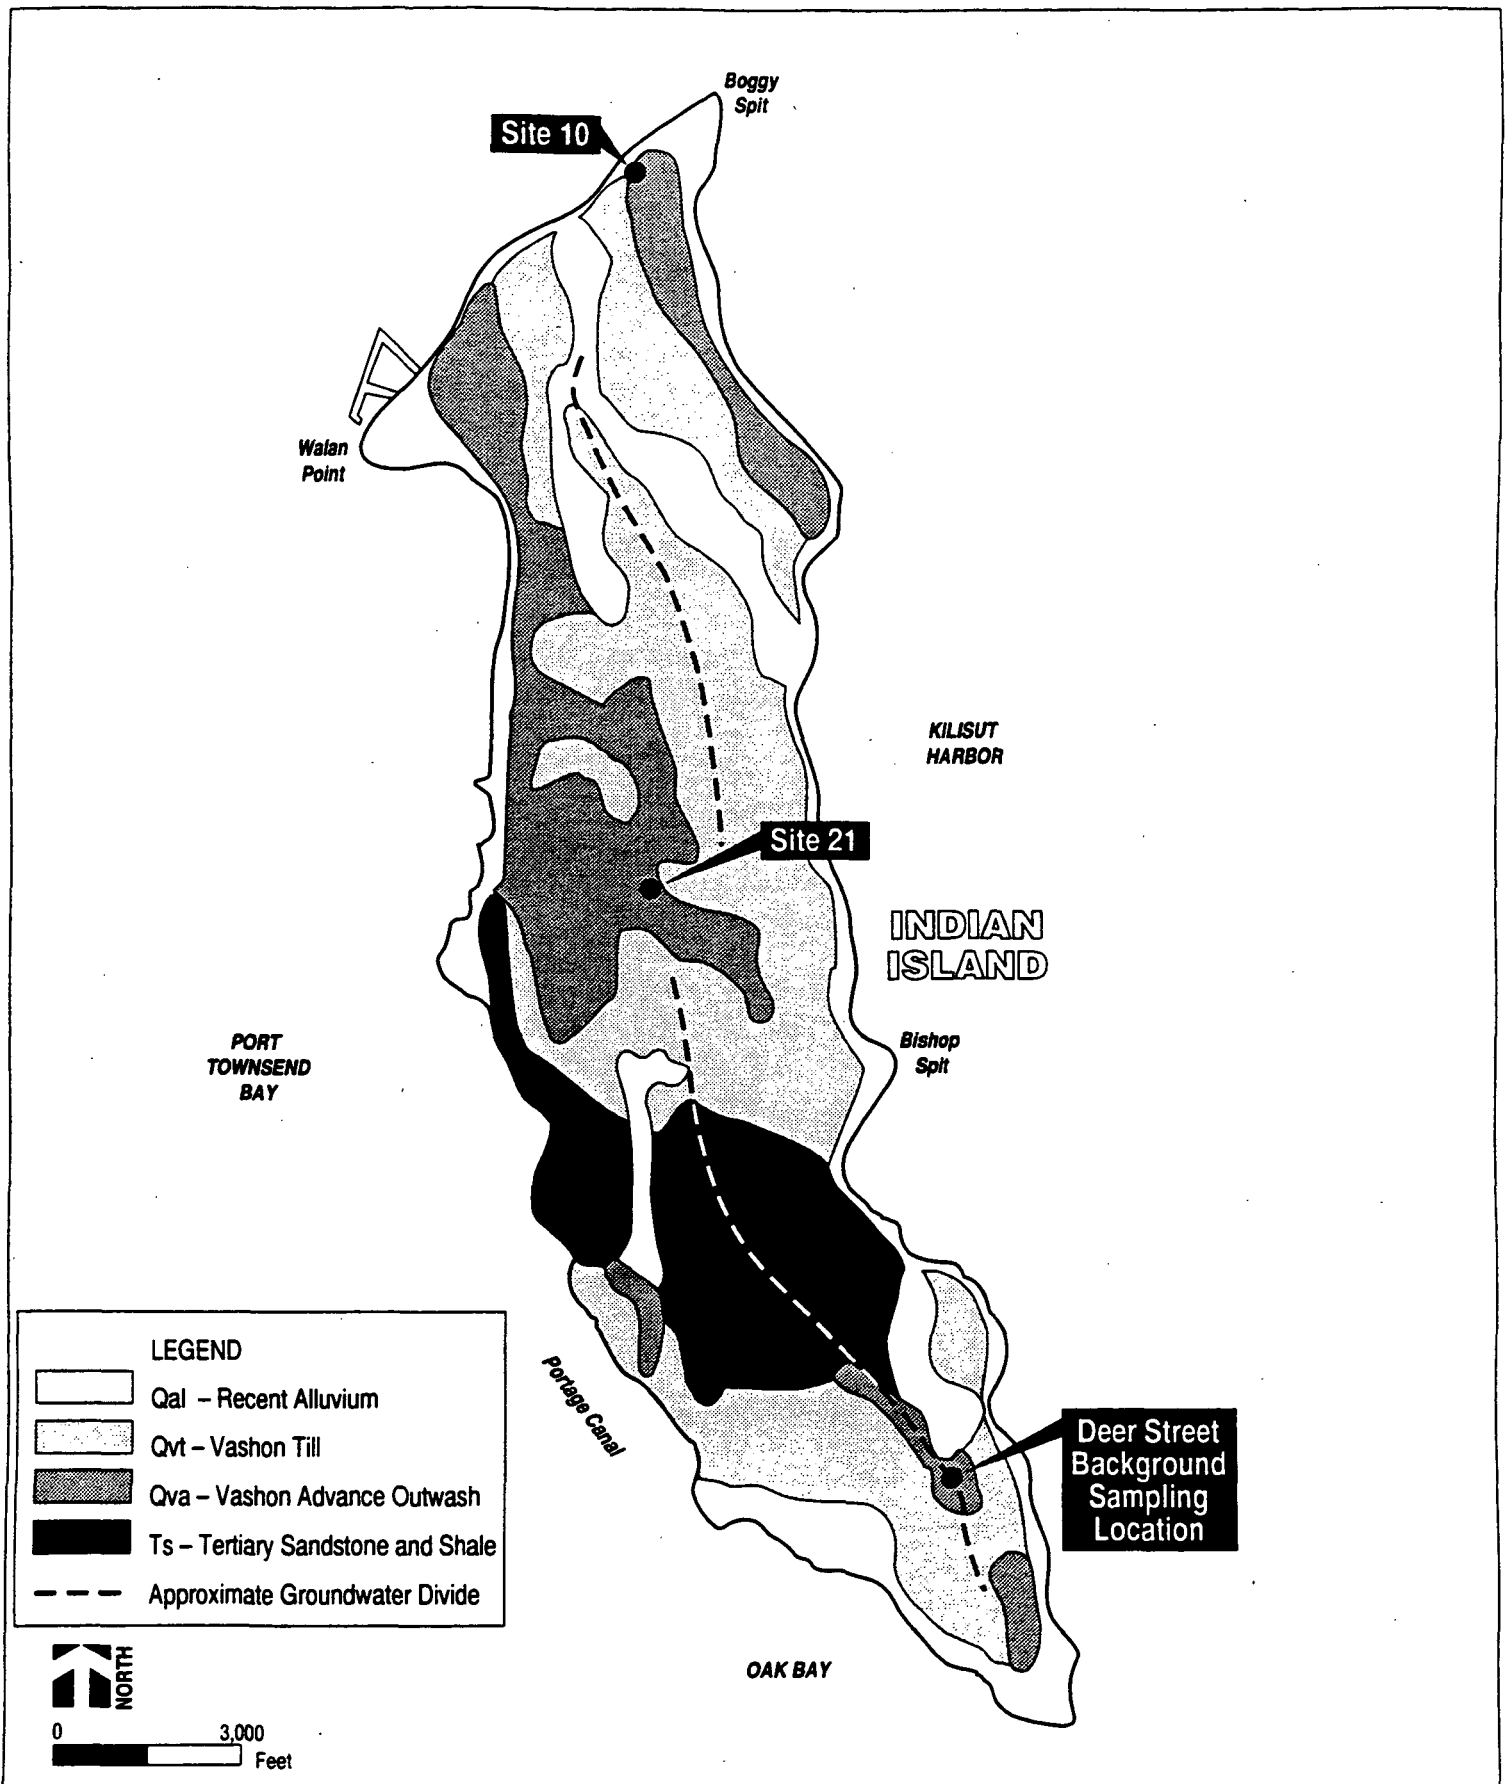 Boggy
Spit
Site 10
Walan
Point
KILISUT
HARBOR
Site 21
INDIAN
ISLAND
PORT
TOWNSEND
BAY
Bishop
Spit
Portage Canal
Deer Street
Background
Sampling
Location
OAK BAY
LEGEND
Qal – Recent Alluvium
Qvt – Vashon Till
Qva – Vashon Advance Outwash
Ts – Tertiary Sandstone and Shale
Approximate Groundwater Divide
NORTH
0 3,000
Feet